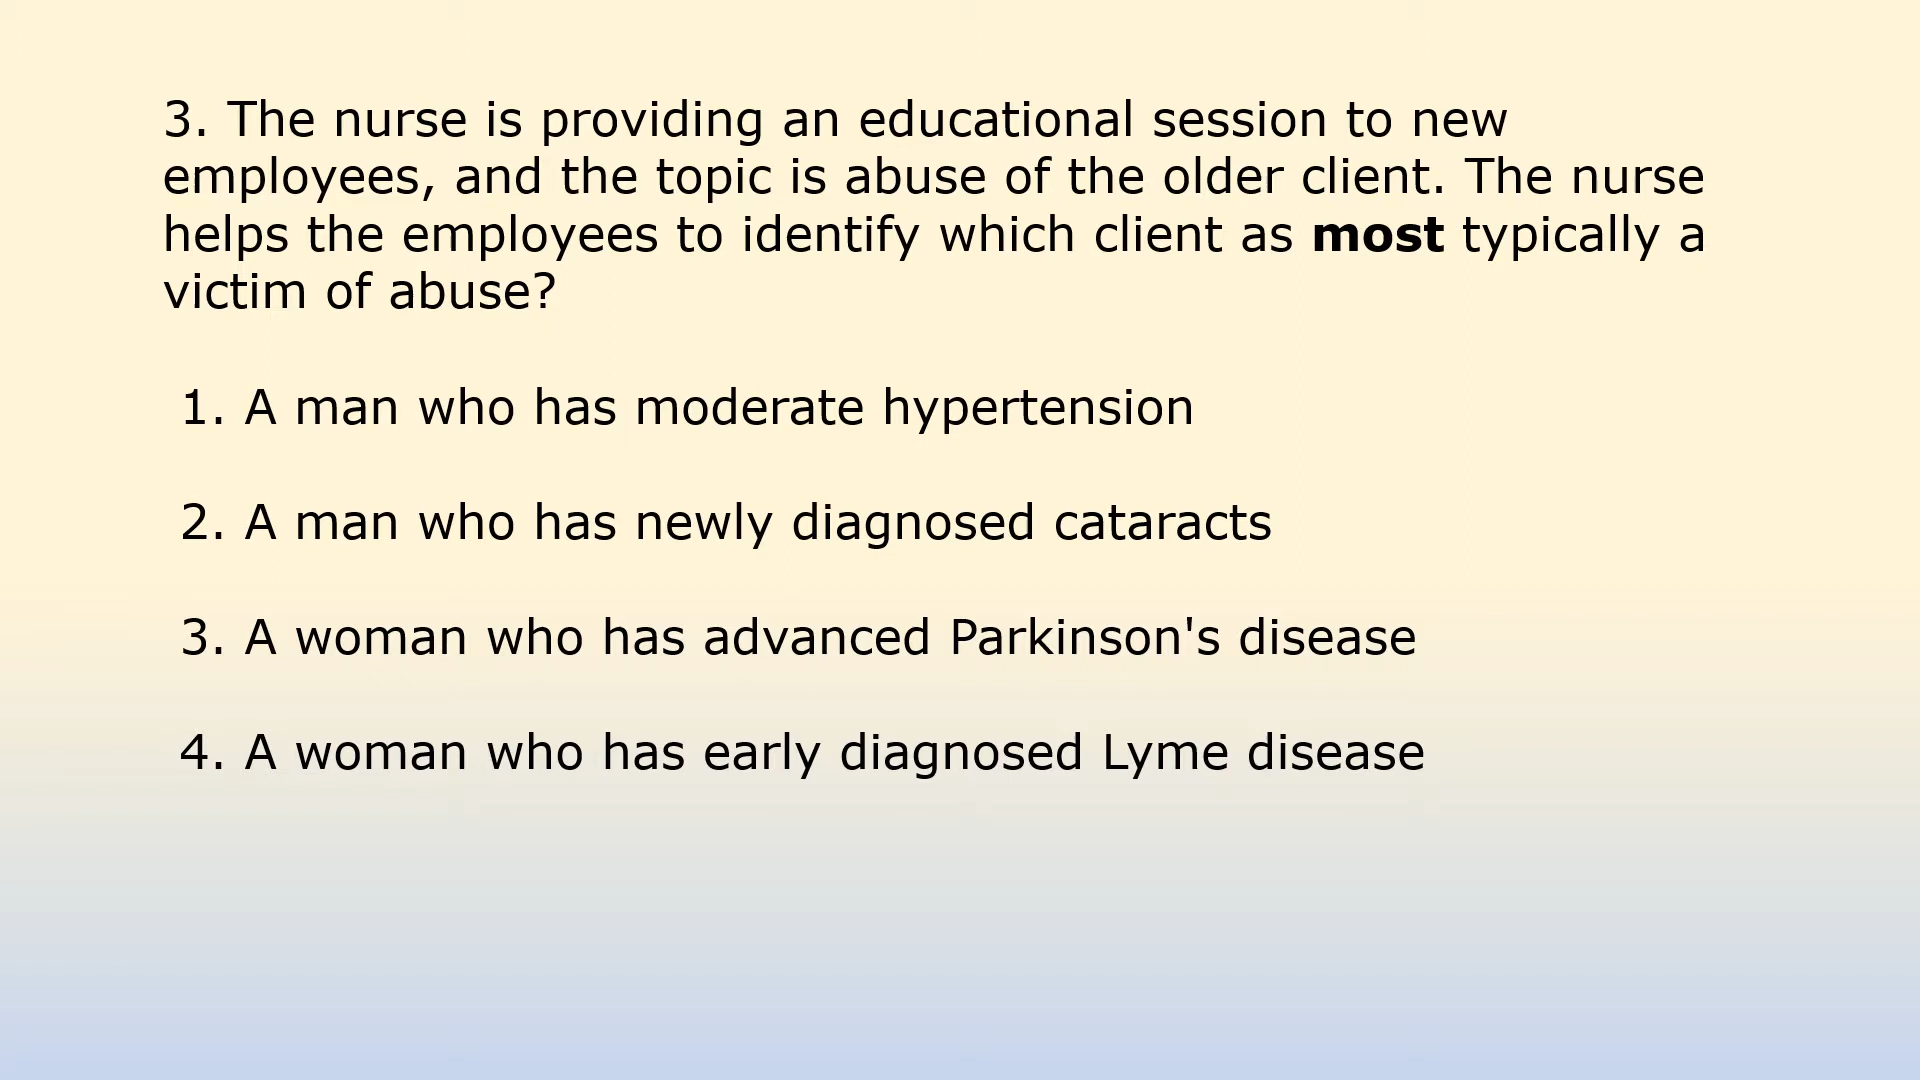 3. The nurse is providing an educational session to new
employees, and the topic is abuse of the older client. The nurse
helps the employees to identify which client as most typically a
victim of abuse?
1. A man who has moderate hypertension
2. A man who has newly diagnosed cataracts
3. A woman who has advanced Parkinson's disease
4. A woman who has early diagnosed Lyme disease